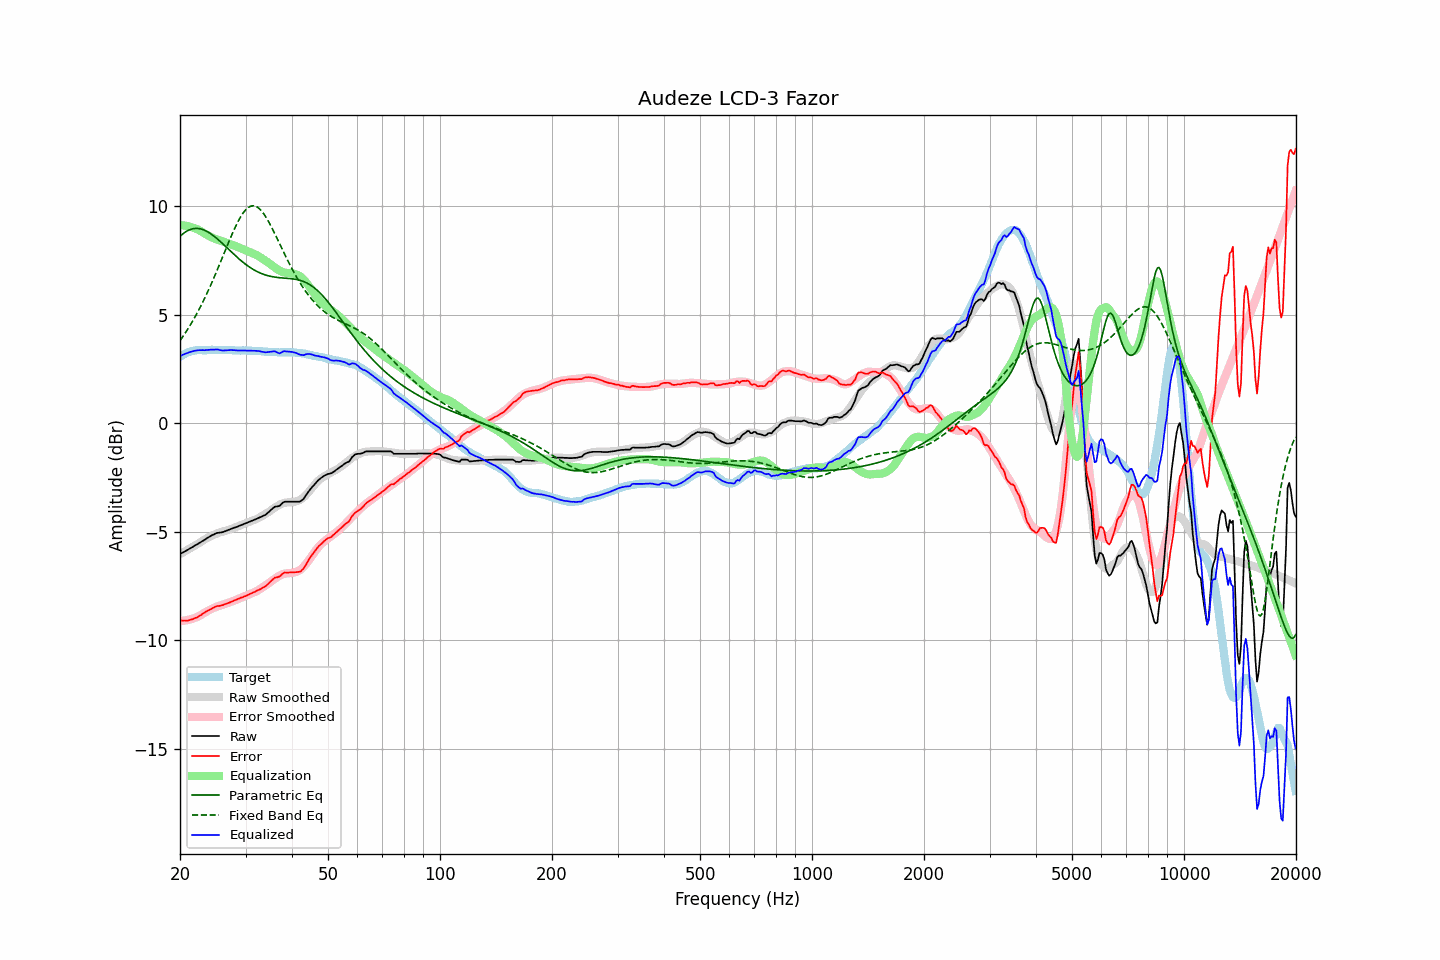 Audeze LCD-3 Fazor
Amplitude (dBr)
10
5
0
−5
−10
−15
Target
Raw Smoothed
Error Smoothed
Raw
Error
Equalization
Parametric Eq
Fixed Band Eq
Equalized
20 50 100 200 500 1000 2000 5000 10000 20000
Frequency (Hz)